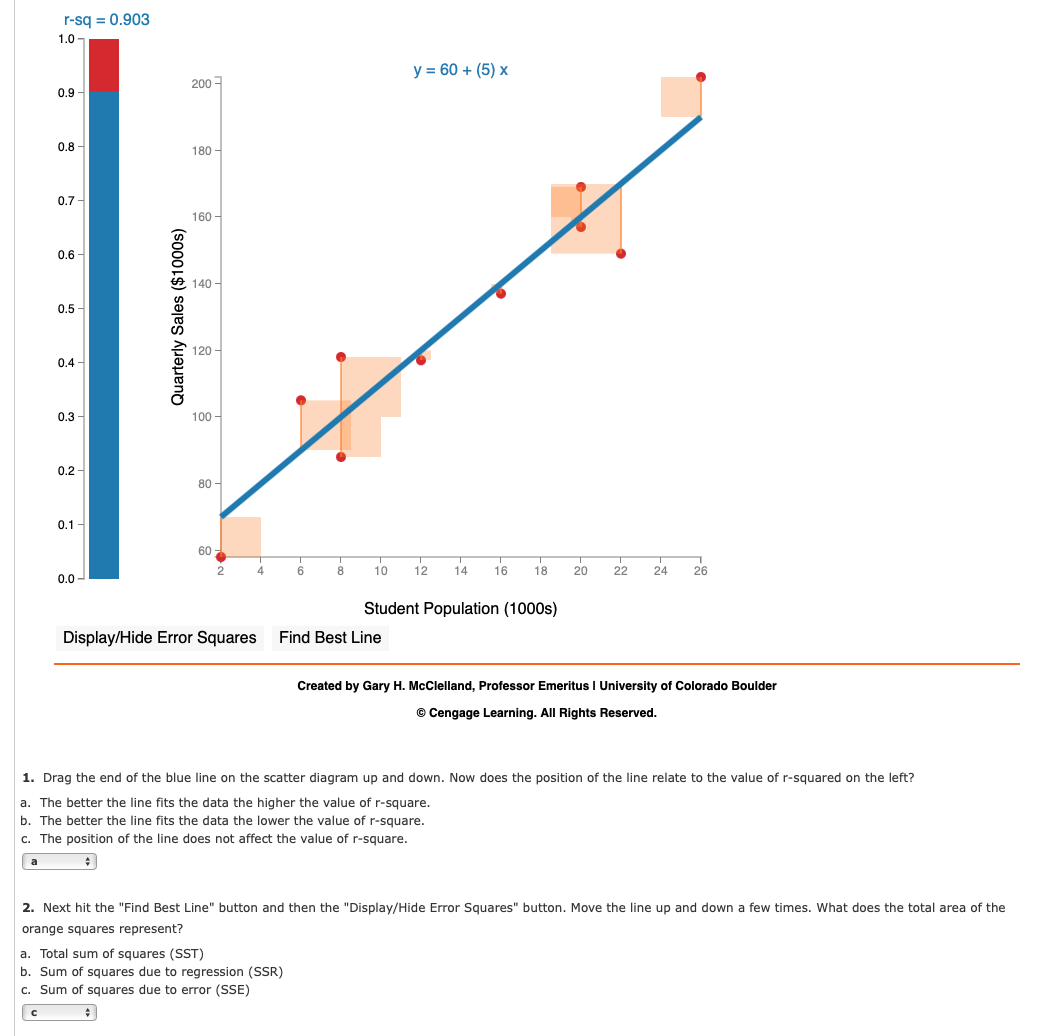 r-sq = 0.903
1.0
0.9
0.8
0.7
0.6
0.5
0.4
0.3
0.2
0.1
0.0
y = 60 + (5) x
Quarterly Sales ($1000s)
200
180
160
140
120
100
80
60
2 4 6 8 10 12 14 16 18 20 22 24 26
Student Population (1000s)
Display/Hide Error Squares Find Best Line
Created by Gary H. McClelland, Professor Emeritus | University of Colorado Boulder
© Cengage Learning. All Rights Reserved.
1. Drag the end of the blue line on the scatter diagram up and down. Now does the position of the line relate to the value of r-squared on the left?
a. The better the line fits the data the higher the value of r-square.
b. The better the line fits the data the lower the value of r-square.
c. The position of the line does not affect the value of r-square.
a
2. Next hit the "Find Best Line" button and then the "Display/Hide Error Squares" button. Move the line up and down a few times. What does the total area of the
orange squares represent?
a. Total sum of squares (SST)
b. Sum of squares due to regression (SSR)
c. Sum of squares due to error (SSE)
c